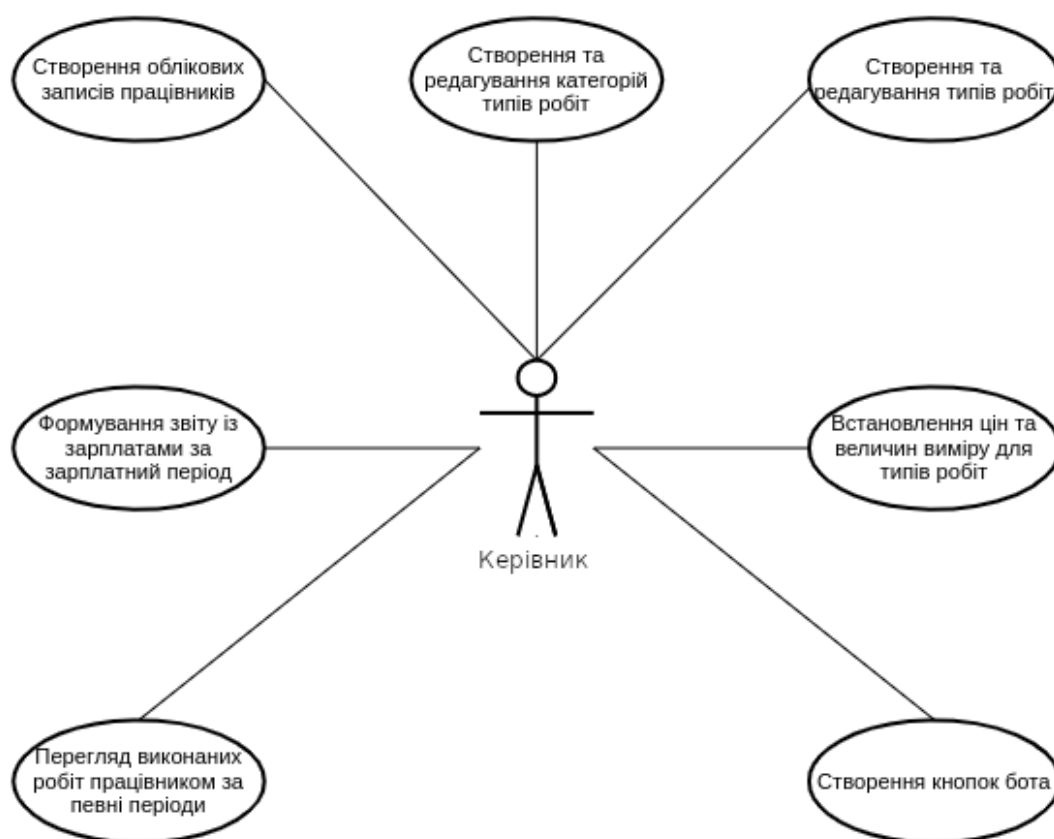 Створення облікових
записів працівників
Створення та
редагування категорій
типів робіт
Створення та
редагування типів робіт
Формування звіту із
зарплатами за
зарплатний період
Встановлення цін та
величин виміру для
типів робіт
Керівник
Перегляд виконаних
робіт працівником за
певні періоди
Створення кнопок бота